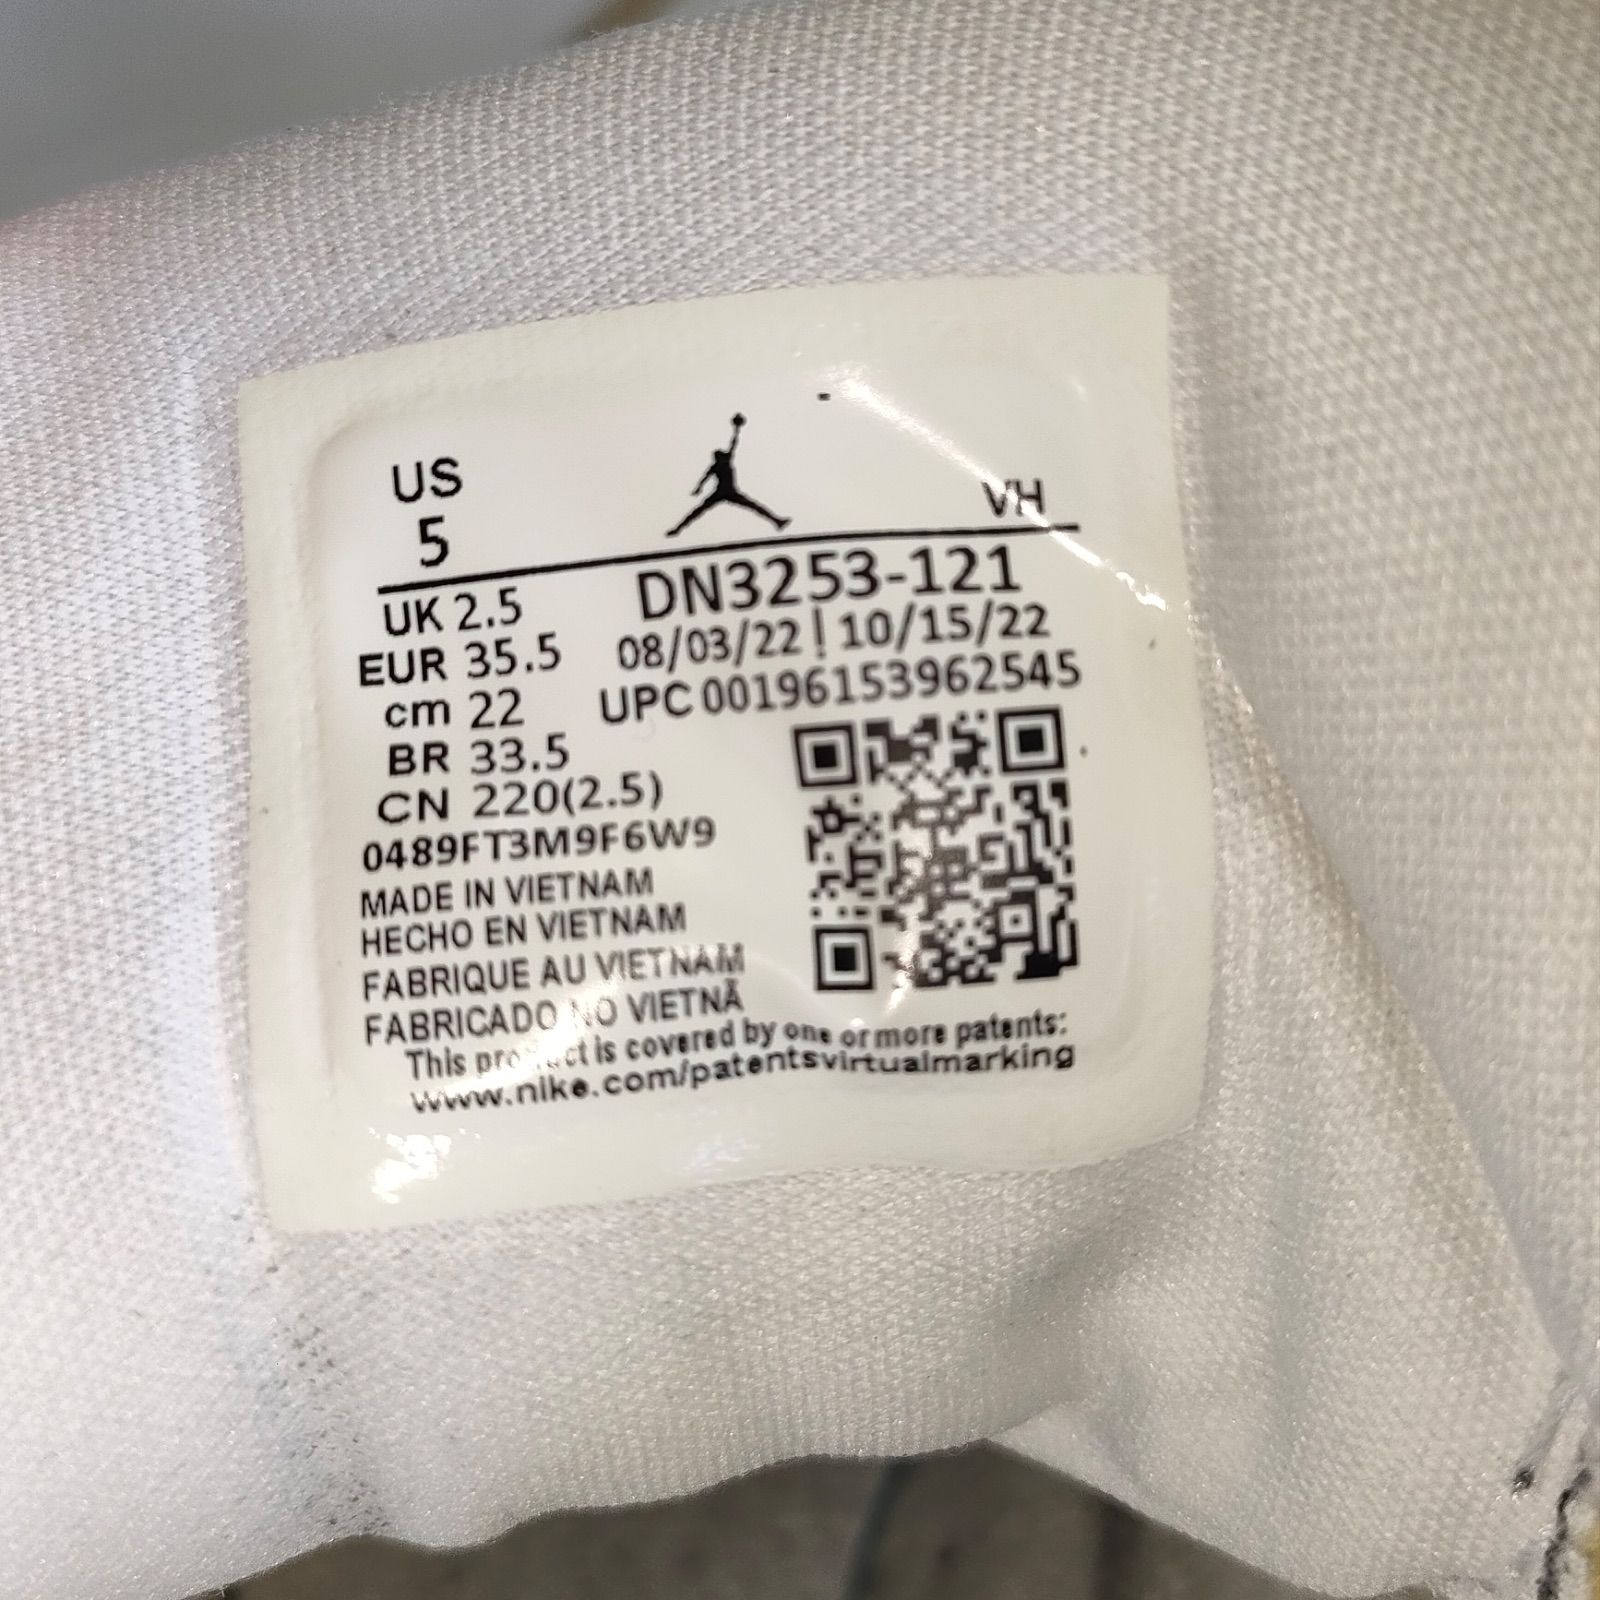 US
5
VH
UK 2.5
DN3253-121
EUR 35.5
08/03/22 | 10/15/22
cm 22
UPC 00196153962545
BR 33.5
CN 220(2.5)
0489FT3M9F6W9
MADE IN VIETNAM
HECHO EN VIETNAM
FABRIQUE AU VIETNAM
FABRICADO NO VIETNÃ
This product is covered by one or more patents:
www.nike.com/patentsvirtualmarking